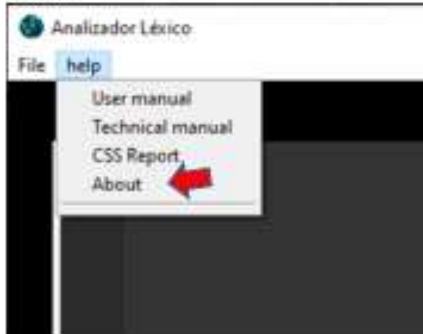 Analizador Léxico
File help
User manual
Technical manual
CSS Report
About